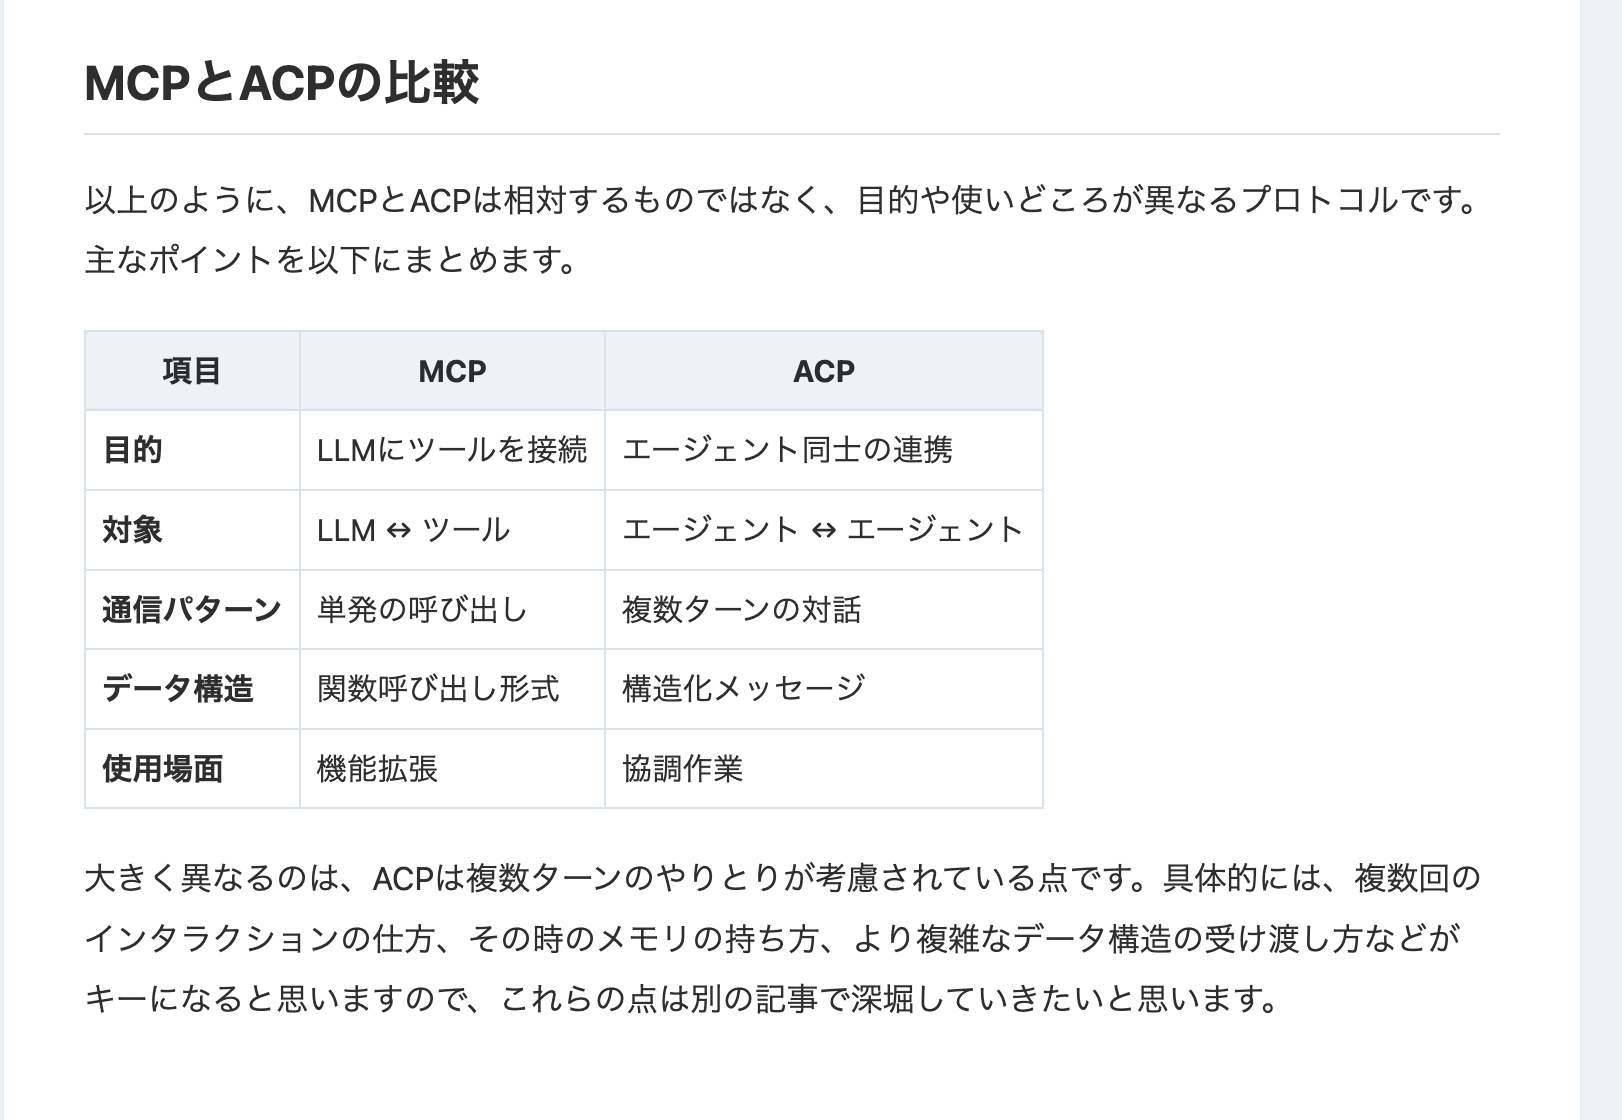 MCPとACPの比較
以上のように、MCPとACPは相対するものではなく、目的や使いどころが異なるプロトコルです。
主なポイントを以下にまとめます。
項目 MCP ACP
目的 LLMにツールを接続 エージェント同士の連携
対象 LLM ↔ ツール エージェント ↔ エージェント
通信パターン 単発の呼び出し 複数ターンの対話
データ構造 関数呼び出し形式 構造化メッセージ
使用場面 機能拡張 協調作業
大きく異なるのは、ACPは複数ターンのやりとりが考慮されている点です。具体的には、複数回の
インタラクションの仕方、その時のメモリの持ち方、より複雑なデータ構造の受け渡し方などが
キーになると思いますので、これらの点は別の記事で深堀していきたいと思います。